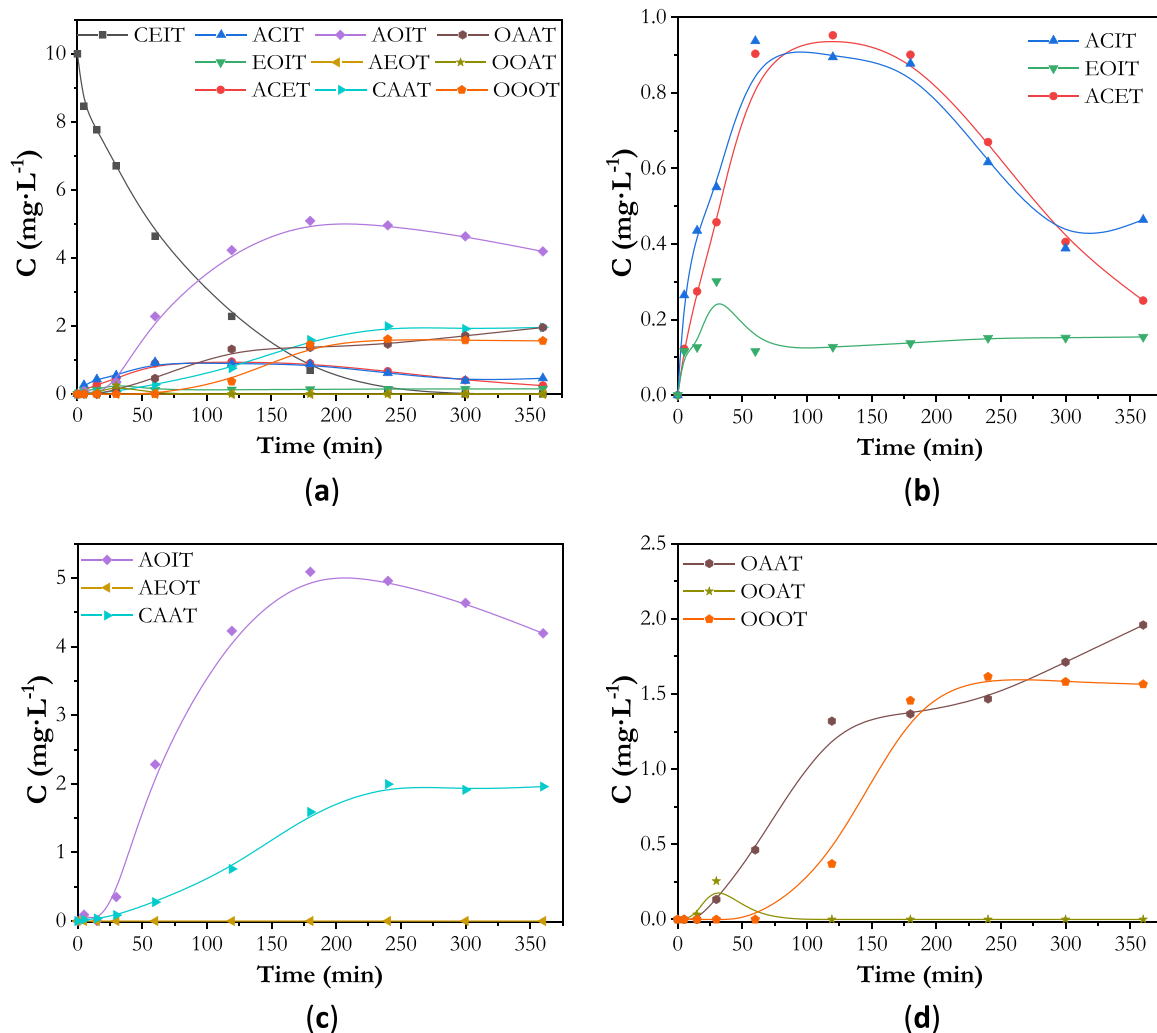 CEIT ACIT AOIT OAAT
EOIT AEOT OOAT
ACET CAAT OOOT
10
8
6
4
2
0
C (mg·L⁻¹)
0 50 100 150 200 250 300 350
Time (min)
(a)
ACIT
EOIT
ACET
1.0
0.8
0.6
0.4
0.2
0.0
C (mg·L⁻¹)
0 50 100 150 200 250 300 350
Time (min)
(b)
AOIT
AEOT
CAAT
5
4
3
2
1
0
C (mg·L⁻¹)
0 50 100 150 200 250 300 350
Time (min)
(c)
OAAT
OOAT
OOOT
2.5
2.0
1.5
1.0
0.5
0.0
C (mg·L⁻¹)
0 50 100 150 200 250 300 350
Time (min)
(d)